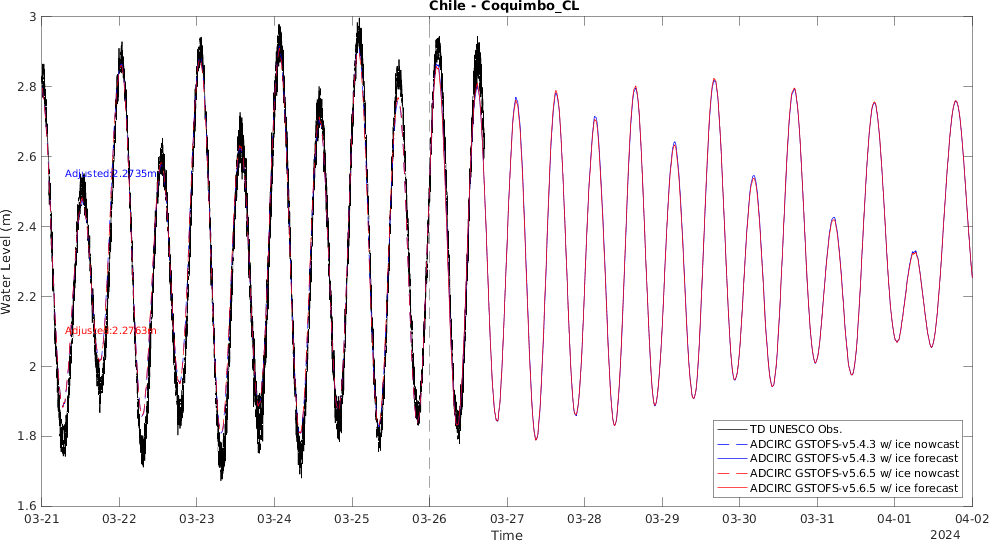 Chile - Coquimbo_CL
3
2.8
2.6
2.4
2.2
2
1.8
1.6
Water Level (m)
Adjusted:2.2735m
Adjusted:2.2763m
TD UNESCO Obs.
ADCIRC GSTOFS-v5.4.3 w/ ice nowcast
ADCIRC GSTOFS-v5.4.3 w/ ice forecast
ADCIRC GSTOFS-v5.6.5 w/ ice nowcast
ADCIRC GSTOFS-v5.6.5 w/ ice forecast
03-21 03-22 03-23 03-24 03-25 03-26 03-27 03-28 03-29 03-30 03-31 04-01 04-02
Time
2024